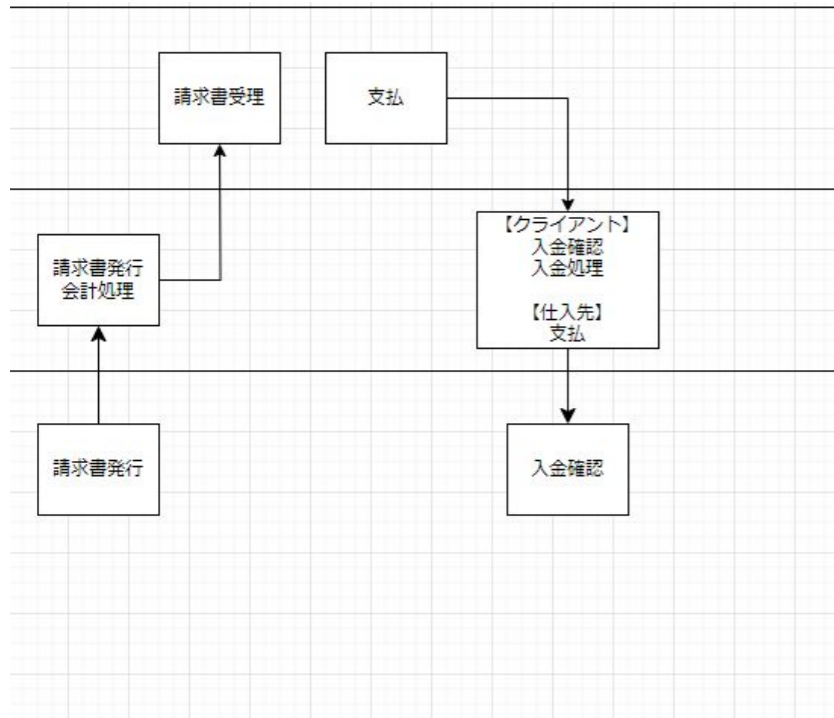 請求書受理
支払
請求書発行
会計処理
【クライアント】
入金確認
入金処理
【仕入先】
支払
請求書発行
入金確認